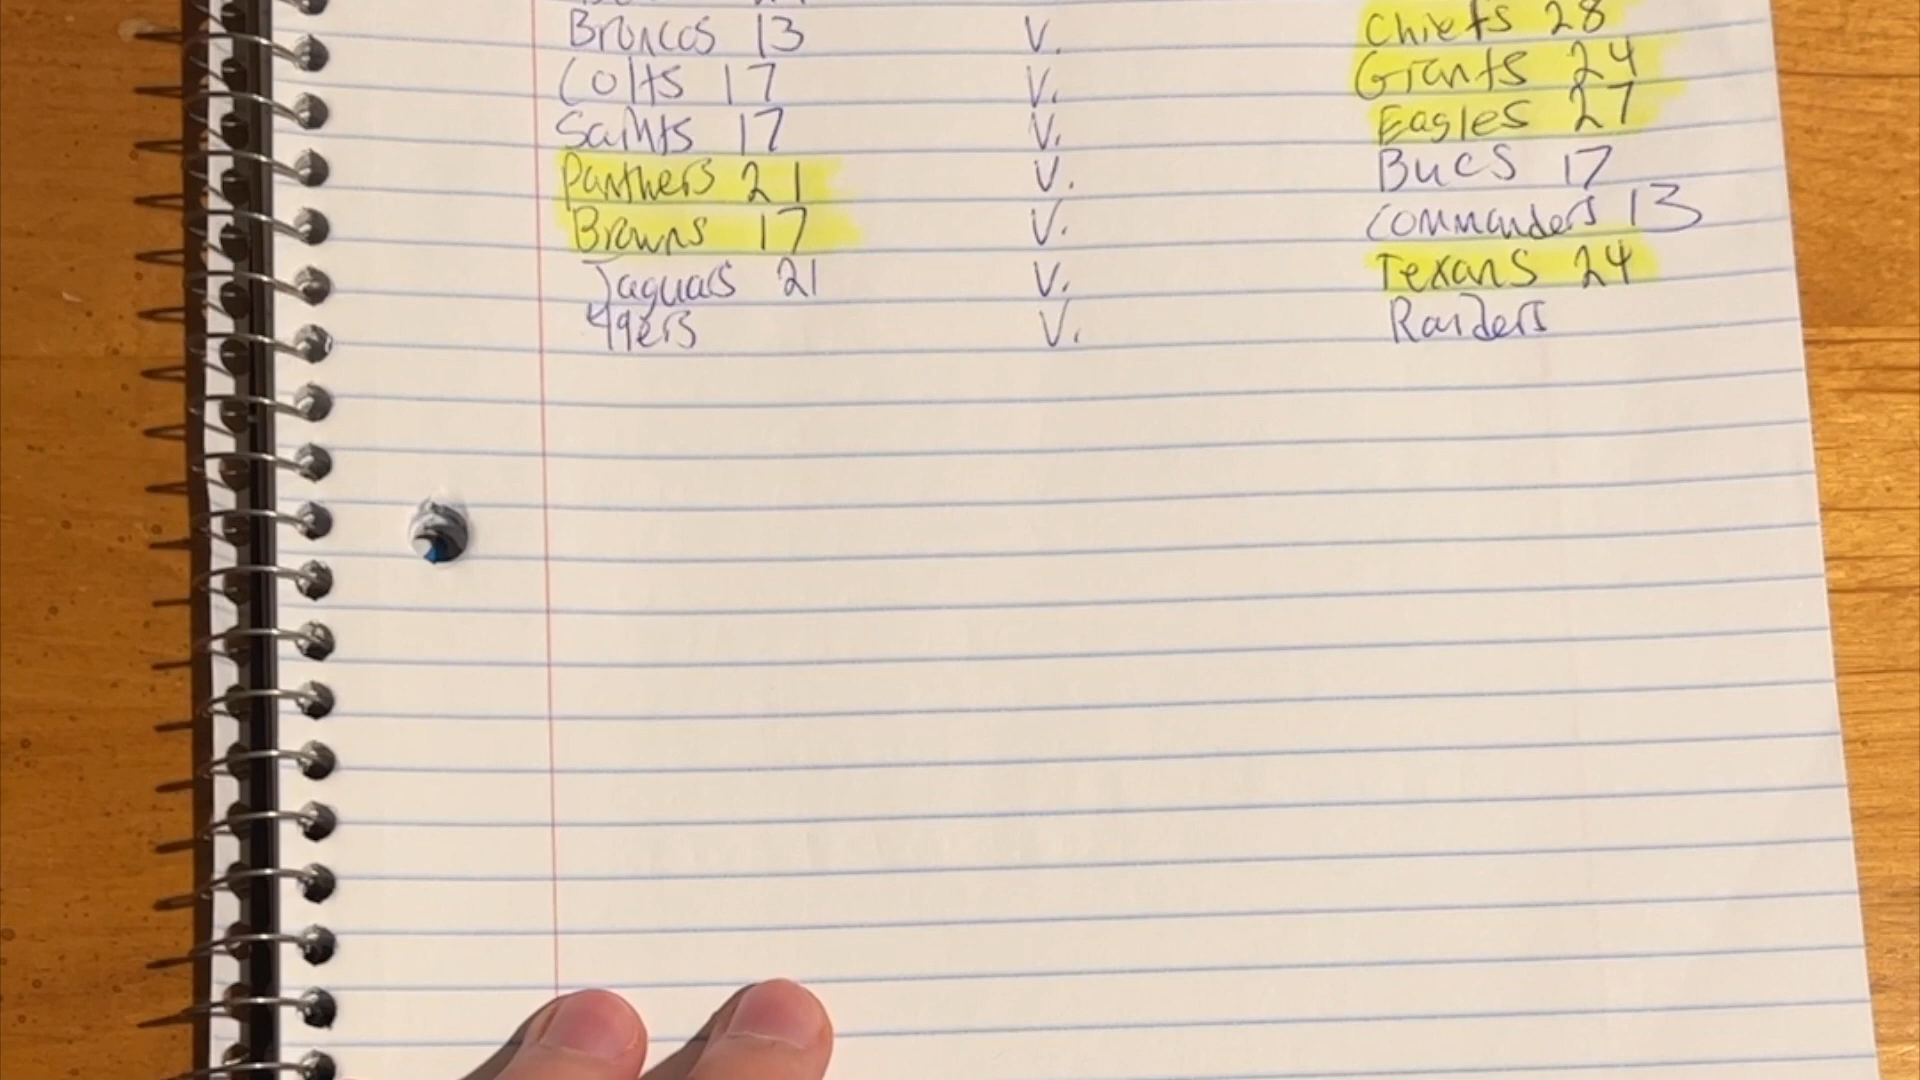 Broncos 13 V. Chiefs 28
Colts 17 V. Giants 24
Saints 17 V. Eagles 27
Panthers 21 V. Bucs 17
Browns 17 V. Commanders 13
Jaguars 21 V. Texans 24
49ers V. Raiders